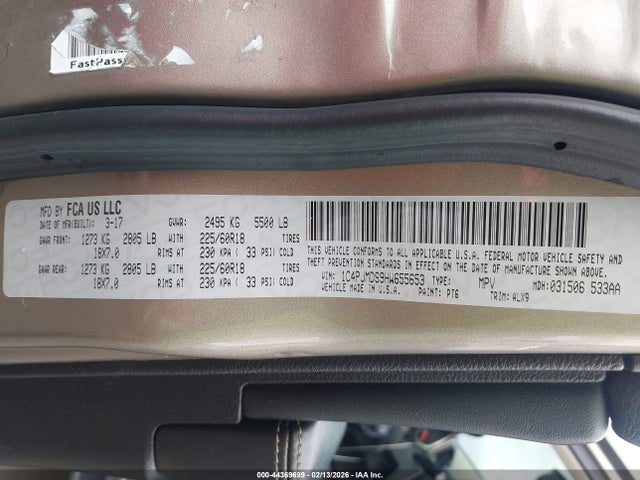 FastPass
MFD BY FCA US LLC
DATE OF MFR(BUILT): 3-17 GVWR: 2495 KG 5500 LB
GAWR FRONT: 1273 KG 2805 LB WITH 225/60R18 TIRES
18X7.0 RIMS AT 230 KPA ( 33 PSI) COLD
GAWR REAR: 1273 KG 2805 LB WITH 225/60R18 TIRES
18X7.0 RIMS AT 230 KPA ( 33 PSI) COLD
THIS VEHICLE CONFORMS TO ALL APPLICABLE U.S.A. FEDERAL MOTOR VEHICLE SAFETY AND
THEFT PREVENTION STANDARDS IN EFFECT ON THE DATE OF MANUFACTURE SHOWN ABOVE.
VIN: 1C4PJMCS9HW655653 TYPE: MPV MDH: 031506 533AA
VEHICLE MADE IN U.S.A. PAINT: PT6 TRIM: ALX9
000-44369699 - 02/13/2026 - IAA Inc.